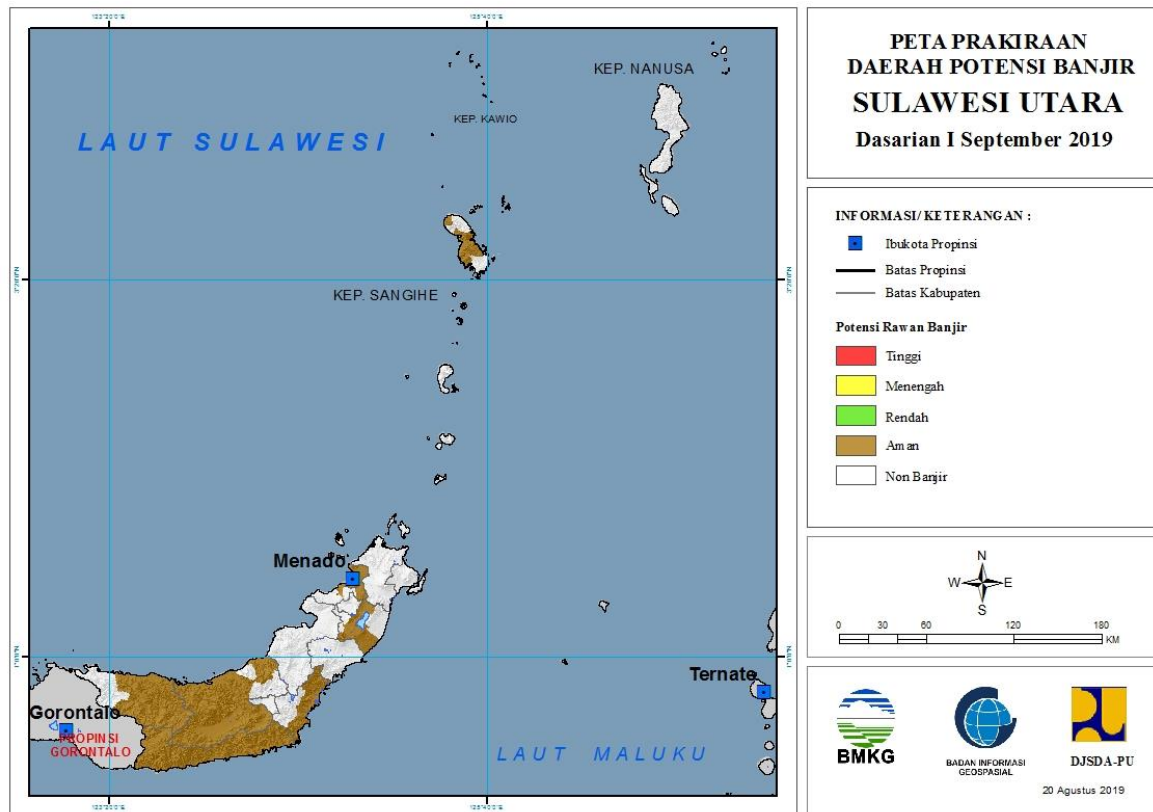 KEP. NANUSA
KEP. KAWIO
LAUT SULAWESI
KEP. SANGIHE
Menado
Ternate
Gorontalo
PROPINSI
GORONTALO
LAUT MALUKU
PETA PRAKIRAAN
DAERAH POTENSI BANJIR
SULAWESI UTARA
Dasarian I September 2019
INFORMASI/KETERANGAN :
Ibukota Propinsi
Batas Propinsi
Batas Kabupaten
Potensi Rawan Banjir
Tinggi
Menengah
Rendah
Aman
Non Banjir
N
W E
S
0 30 60 120 180
KM
BMKG
BADAN INFORMASI
GEOSPASIAL
DJSDA-PU
20 Agustus 2019